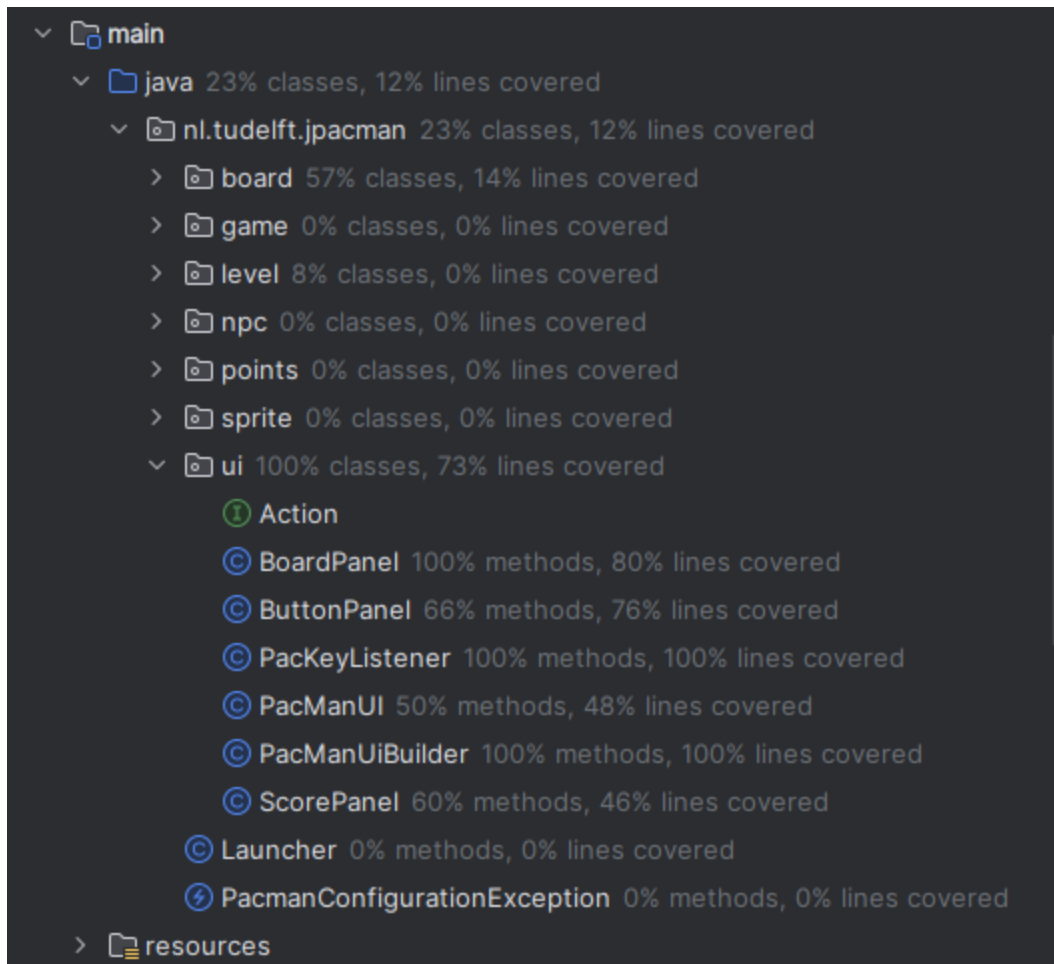 main
java 23% classes, 12% lines covered
nl.tudelft.jpacman 23% classes, 12% lines covered
board 57% classes, 14% lines covered
game 0% classes, 0% lines covered
level 8% classes, 0% lines covered
npc 0% classes, 0% lines covered
points 0% classes, 0% lines covered
sprite 0% classes, 0% lines covered
ui 100% classes, 73% lines covered
I Action
C BoardPanel 100% methods, 80% lines covered
C ButtonPanel 66% methods, 76% lines covered
C PacKeyListener 100% methods, 100% lines covered
C PacManUI 50% methods, 48% lines covered
C PacManUiBuilder 100% methods, 100% lines covered
C ScorePanel 60% methods, 46% lines covered
C Launcher 0% methods, 0% lines covered
PacmanConfigurationException 0% methods, 0% lines covered
resources